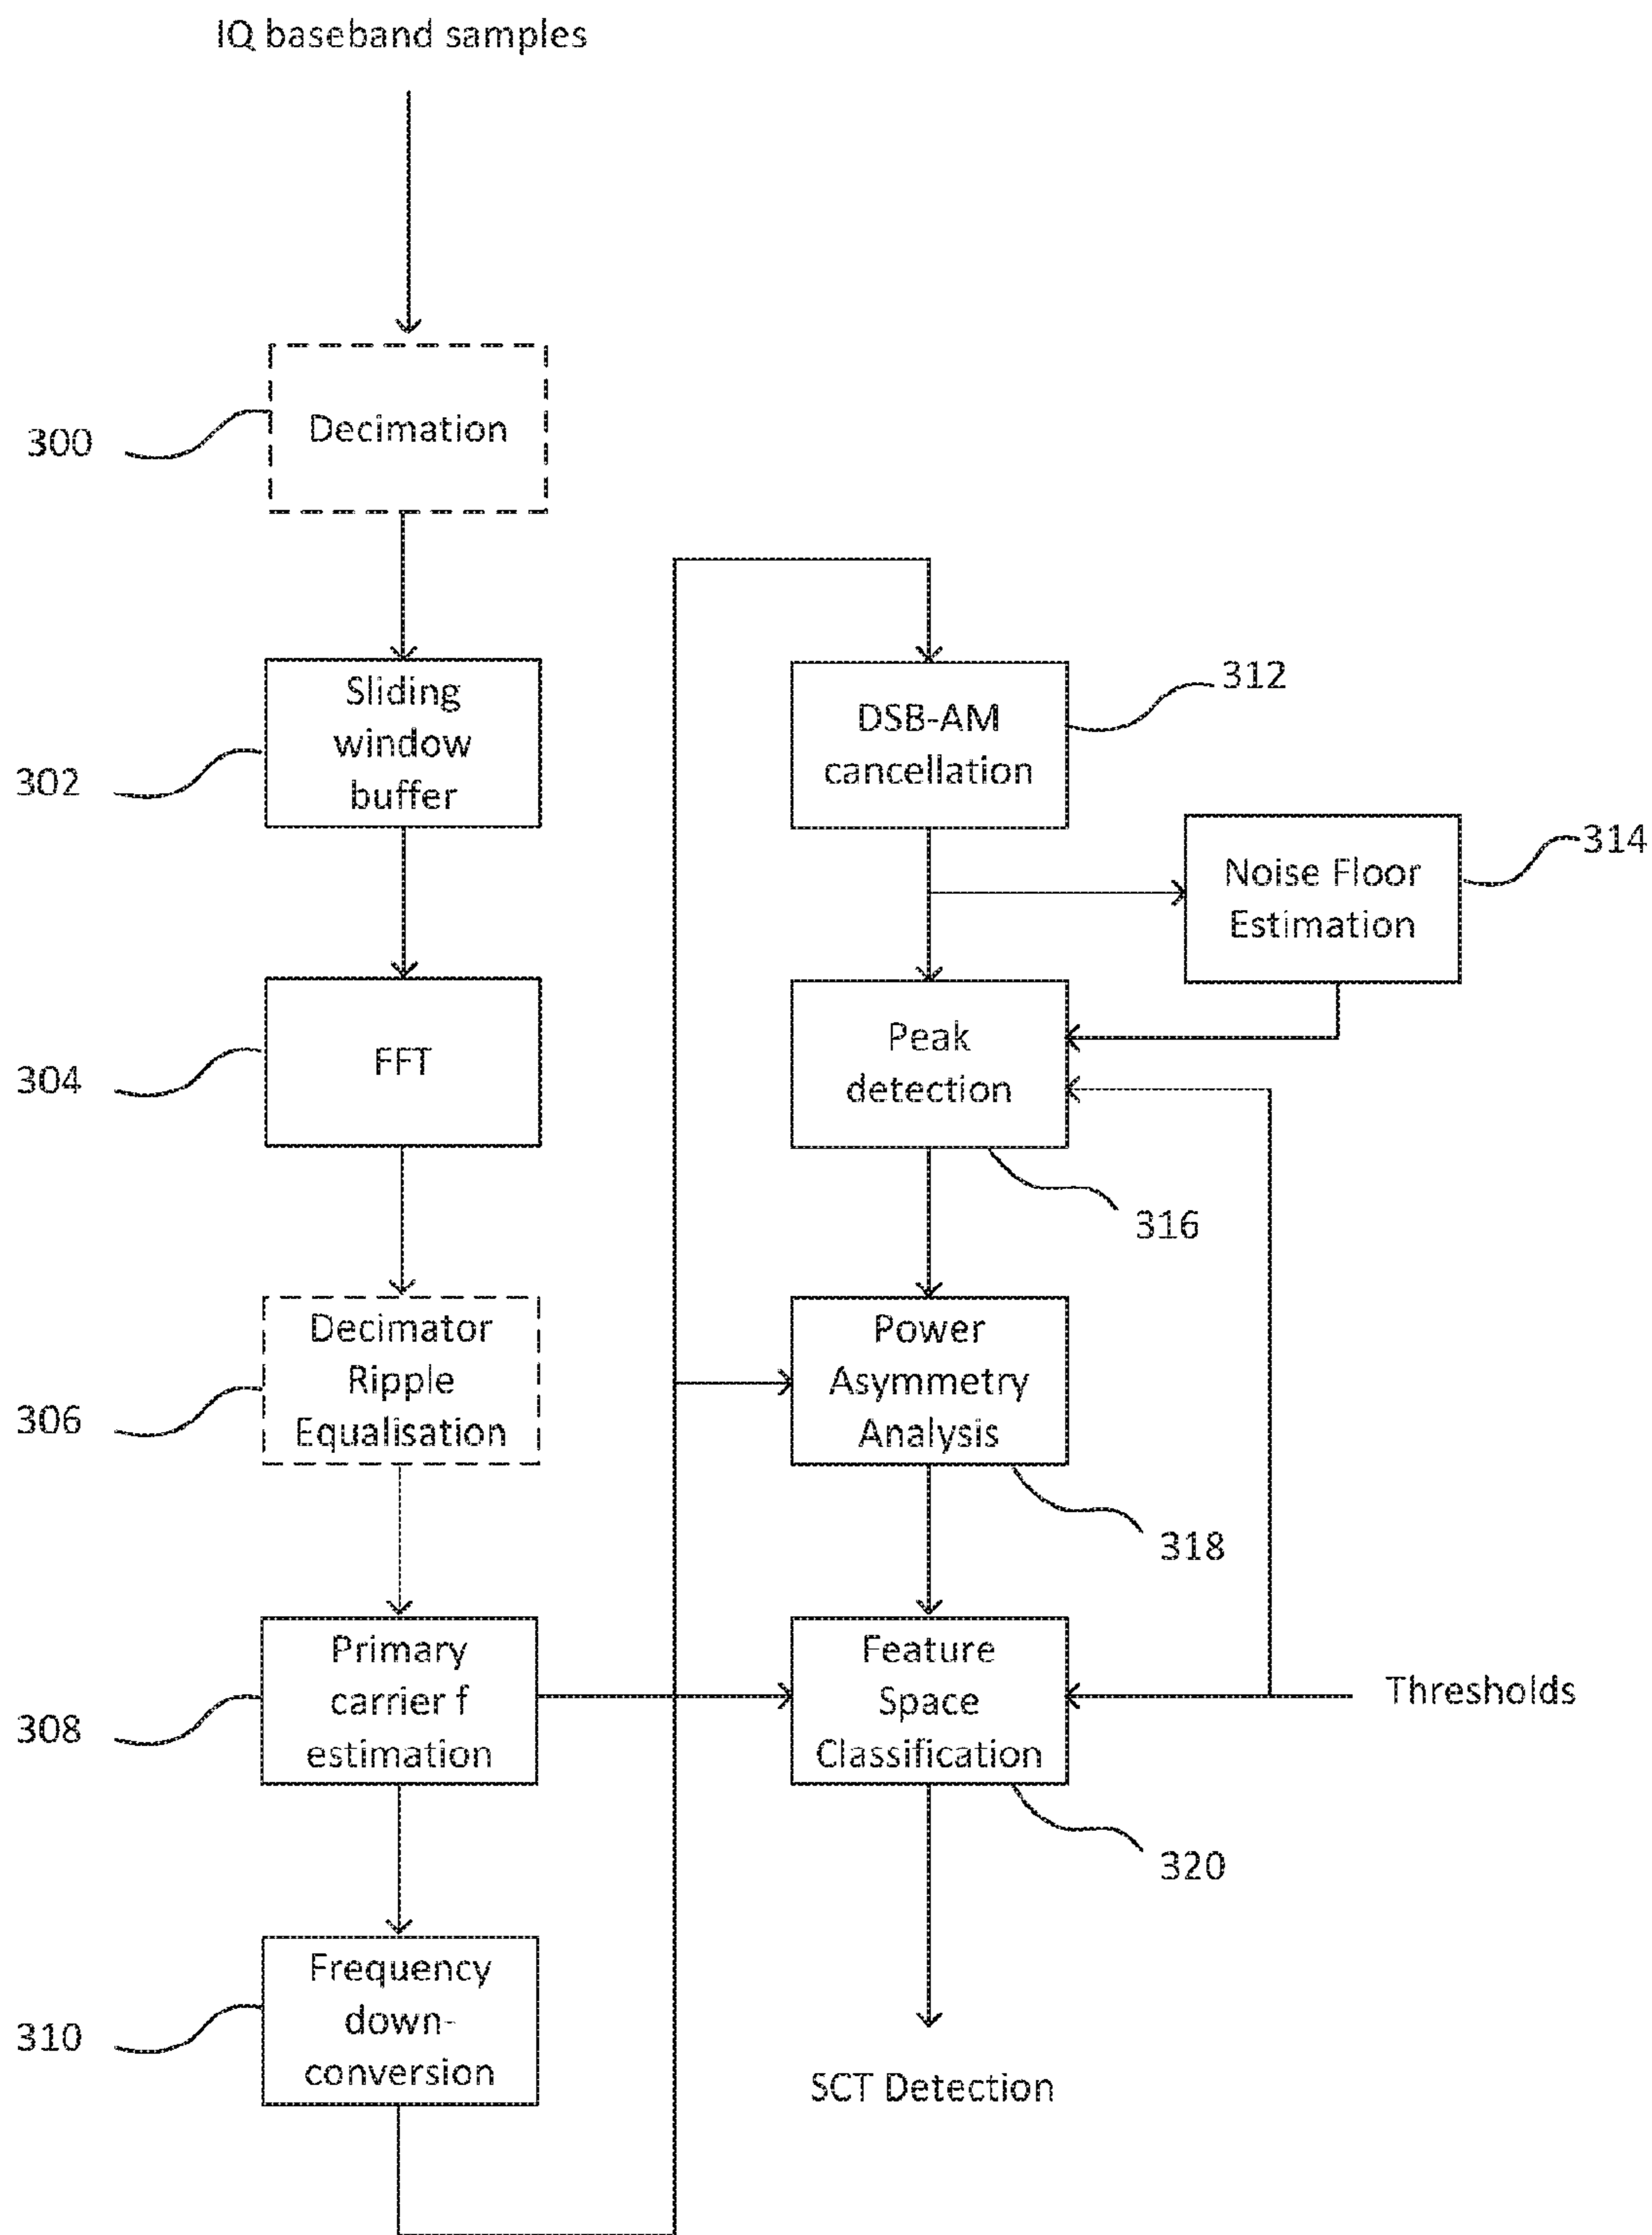 IQ baseband samples
300
Decimation
302
Sliding
window
buffer
304
FFT
306
Decimator
Ripple
Equalisation
308
Primary
carrier f
estimation
310
Frequency
down-
conversion
312
DSB-AM
cancellation
314
Noise Floor
Estimation
Peak
detection
316
Power
Asymmetry
Analysis
318
Feature
Space
Classification
Thresholds
320
SCT Detection